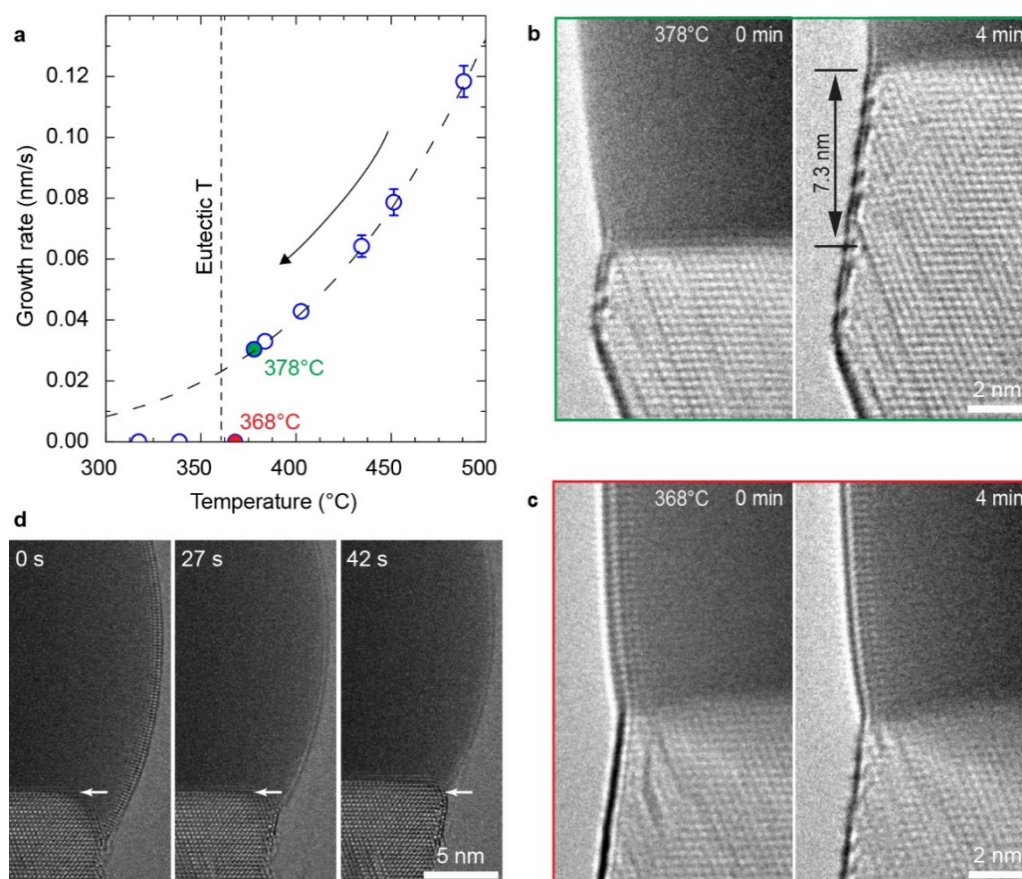 a
Growth rate (nm/s)
0.12
0.10
0.08
0.06
0.04
0.02
0.00
Eutectic T
378°C
368°C
300
350
400
450
500
Temperature (°C)
b
378°C 0 min
4 min
7.3 nm
2 nm
c
368°C 0 min
4 min
2 nm
d
0 s
27 s
42 s
5 nm